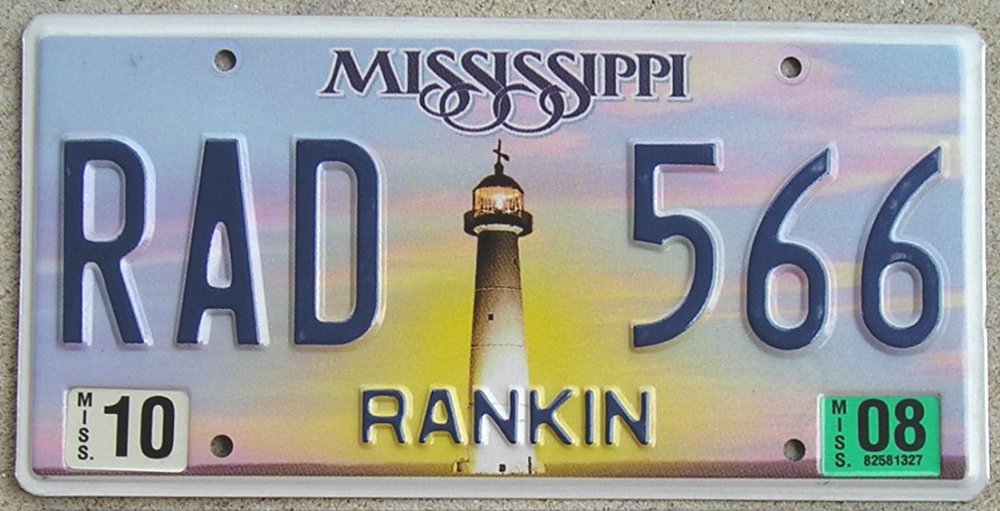 MISSISSIPPI
RAD 566
MISS. 10
RANKIN
MISS. 08
82581327